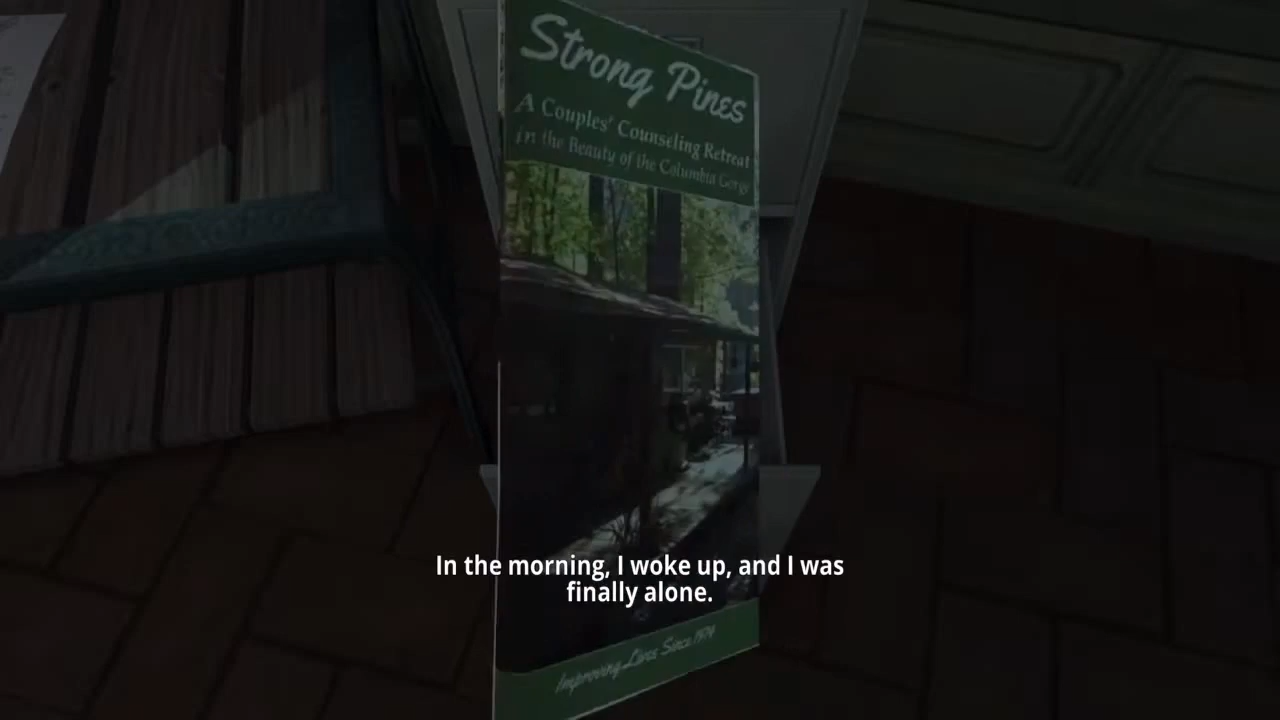 Strong Pines
A Couples' Counseling Retreat
in the Beauty of the Columbia Gorge
In the morning, I woke up, and I was
finally alone.
Improving Lives Since 1974